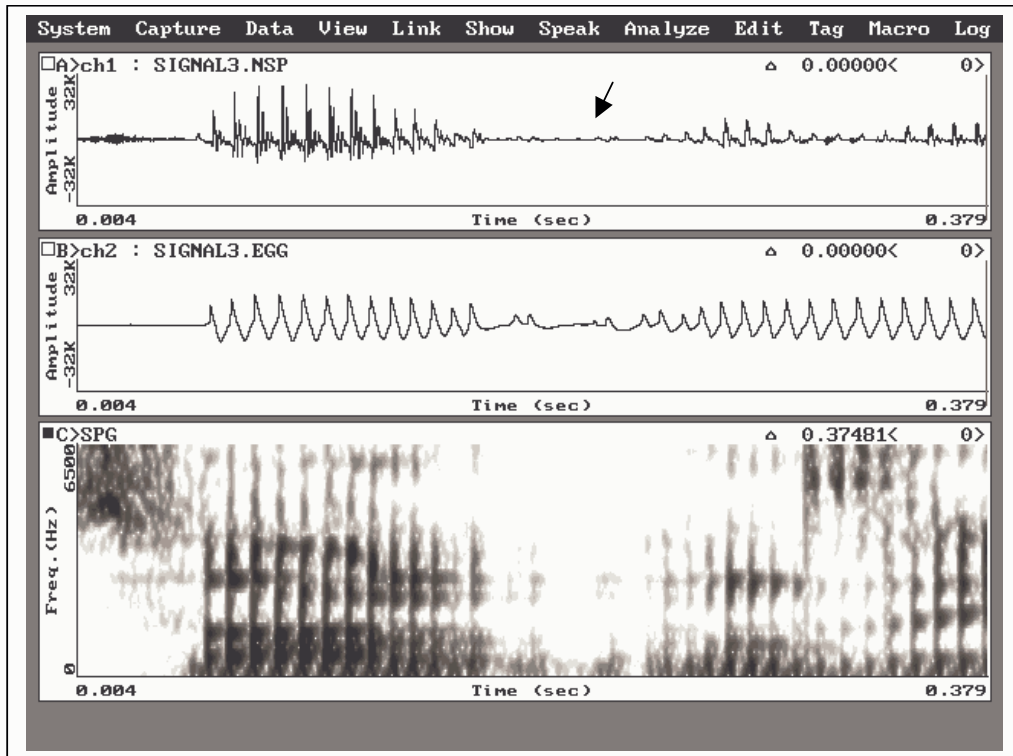 System Capture Data View Link Show Speak Analyze Edit Tag Macro Log
A>ch1 : SIGNAL3.NSP △ 0.00000< 0>
Amplitude
-32K 32K
0.004 Time (sec) 0.379
B>ch2 : SIGNAL3.EGG △ 0.00000< 0>
Amplitude
-32K 32K
0.004 Time (sec) 0.379
C>SPG △ 0.37481< 0>
Freq.(Hz)
0 6500
0.004 Time (sec) 0.379